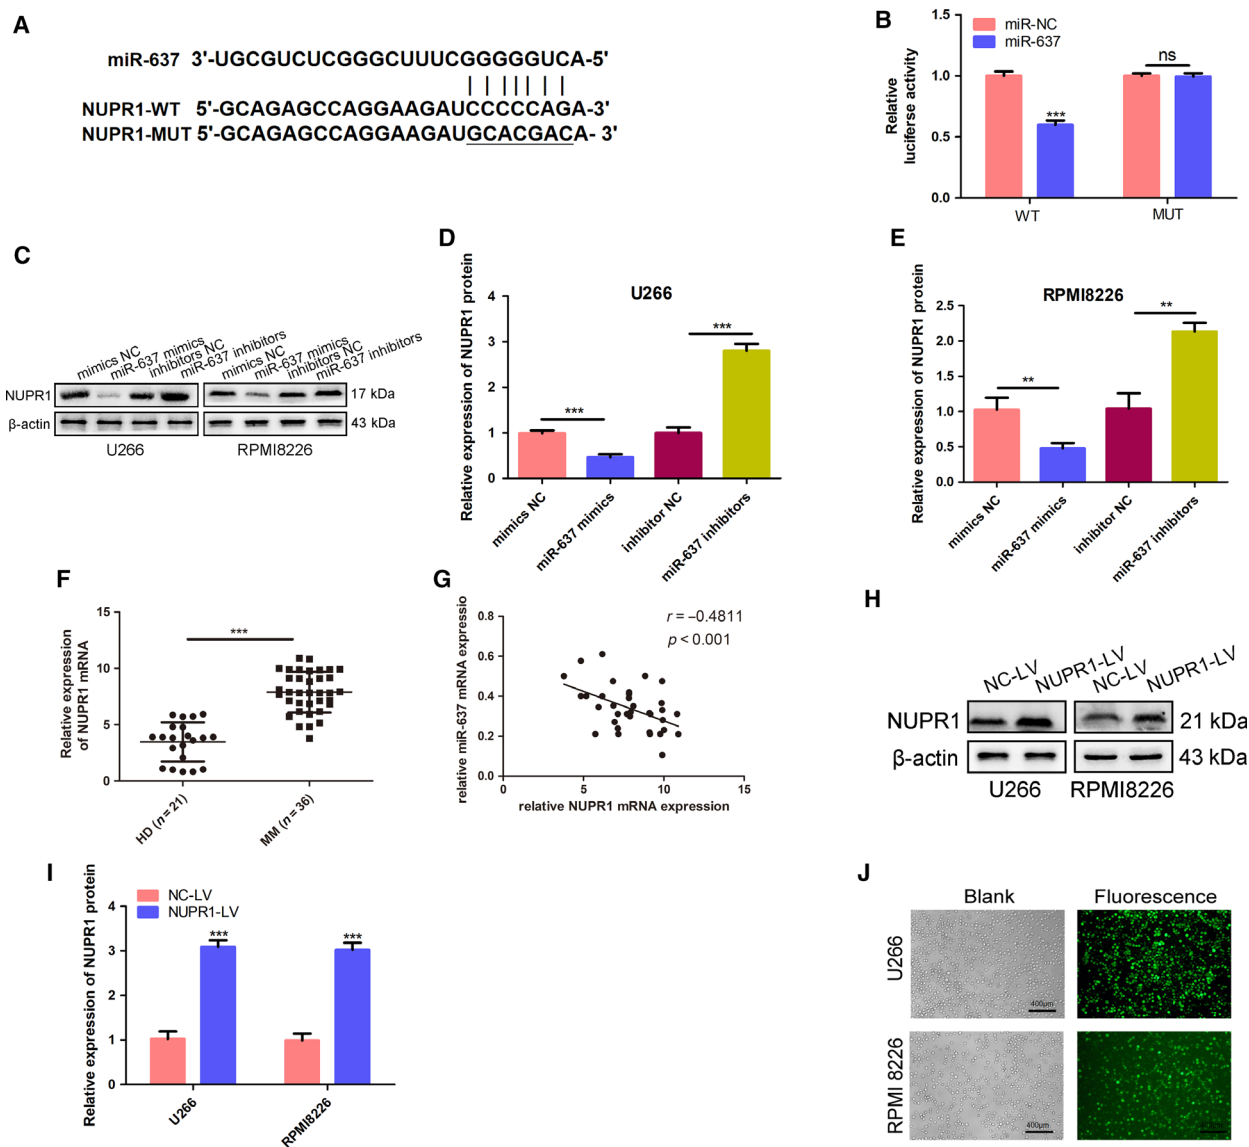 A
miR-637 3'-UGCGUCUCGGGCUUUCGGGGGUCA-5'
NUPR1-WT 5'-GCAGAGCCAGGAAGAUCCCCCAGA-3'
NUPR1-MUT 5'-GCAGAGCCAGGAAGAUGCACGACA- 3'
B
miR-NC
miR-637
Relative
luciferse activity
1.5
1.0
0.5
0.0
***
ns
WT
MUT
C
mimics NC
miR-637 mimics
inhibitors NC
miR-637 inhibitors
mimics NC
miR-637 mimics
inhibitors NC
miR-637 inhibitors
NUPR1
17 kDa
β-actin
43 kDa
U266
RPMI8226
D
U266
Relative expression of NUPR1 protein
4
3
2
1
0
***
***
mimics NC
miR-637 mimics
inhibitor NC
miR-637 inhibitors
E
RPMI8226
Relative expression of NUPR1 protein
2.5
2.0
1.5
1.0
0.5
0.0
**
**
mimics NC
miR-637 mimics
inhibitor NC
miR-637 inhibitors
F
Relative expression
of NUPR1 mRNA
15
10
5
0
***
HD (n = 21)
MM (n = 36)
G
relative miR-637 mRNA expressio
0.8
0.6
0.4
0.2
0.0
r = –0.4811
p < 0.001
0
5
10
15
relative NUPR1 mRNA expression
H
NC-LV
NUPR1-LV
NC-LV
NUPR1-LV
NUPR1
21 kDa
β-actin
43 kDa
U266
RPMI8226
I
NC-LV
NUPR1-LV
Relative expression of NUPR1 protein
4
3
2
1
0
***
***
U266
RPMI8226
J
Blank
Fluorescence
U266
400μm
RPMI 8226
400μm